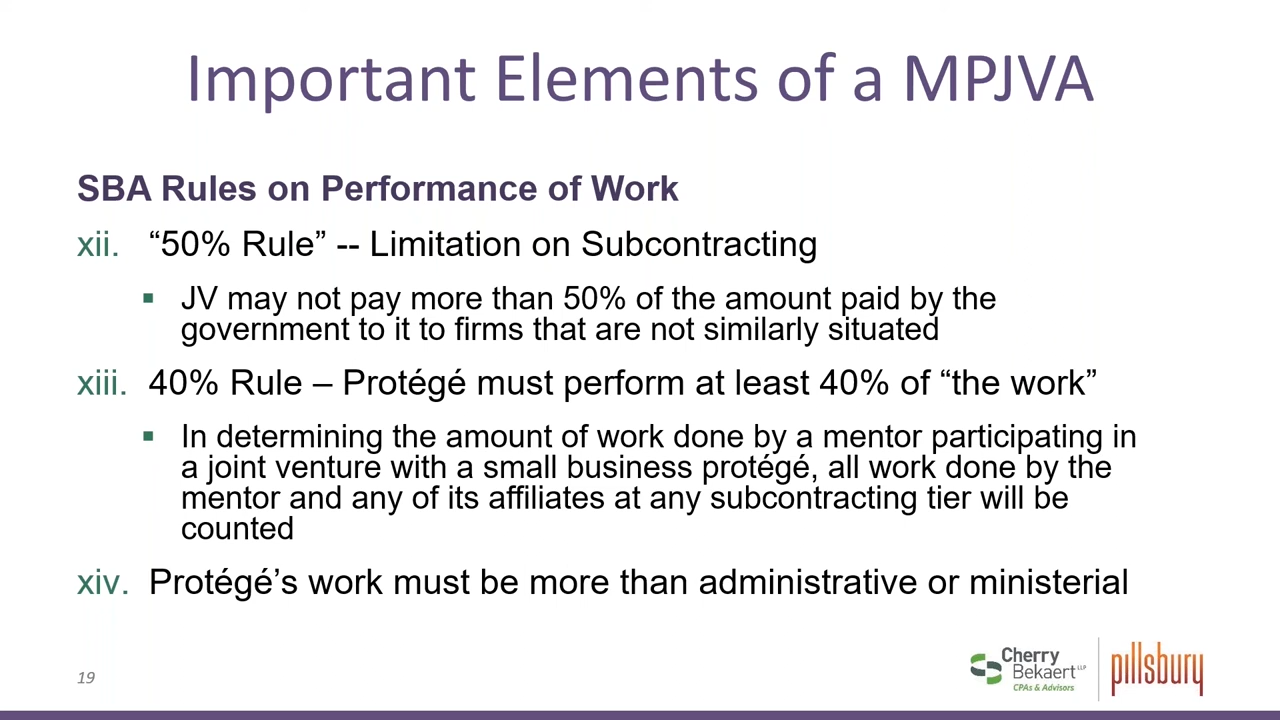 Important Elements of a MPJVA
SBA Rules on Performance of Work
xii. “50% Rule” -- Limitation on Subcontracting
▪ JV may not pay more than 50% of the amount paid by the
government to it to firms that are not similarly situated
xiii. 40% Rule – Protégé must perform at least 40% of “the work”
▪ In determining the amount of work done by a mentor participating in
a joint venture with a small business protégé, all work done by the
mentor and any of its affiliates at any subcontracting tier will be
counted
xiv. Protégé’s work must be more than administrative or ministerial
19
Cherry
Bekaert LLP
CPAs & Advisors
pillsbury